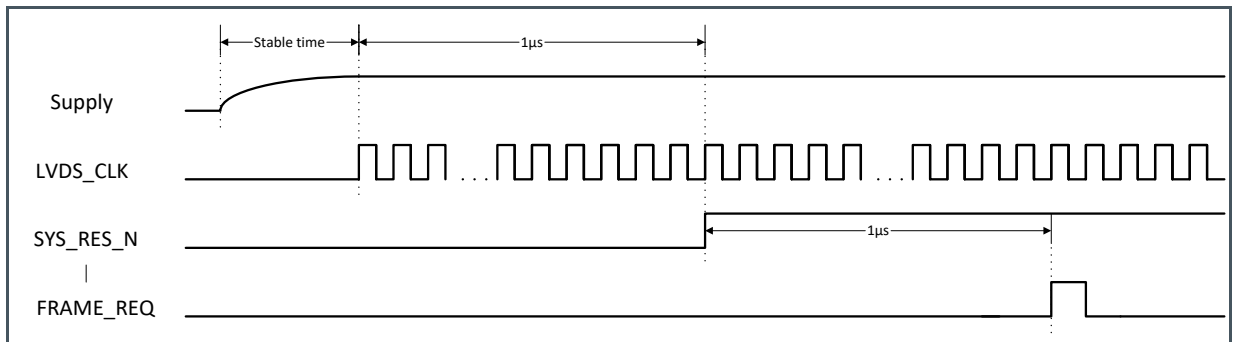 Stable time 1µs
Supply
LVDS_CLK
. . . . . .
SYS_RES_N
1µs
FRAME_REQ